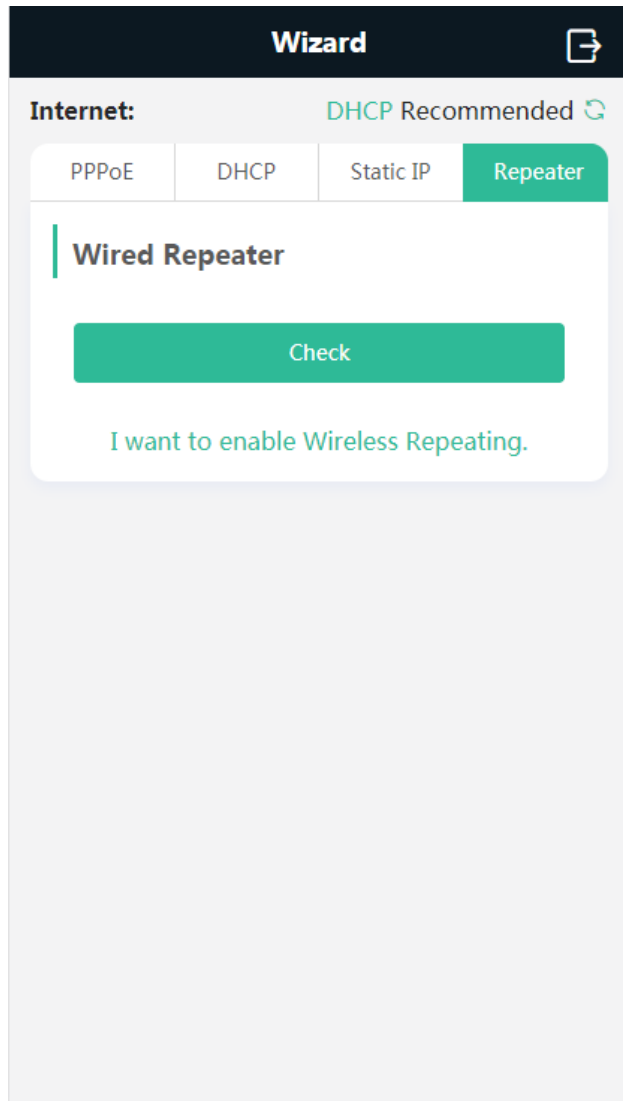 Wizard
Internet: DHCP Recommended
PPPoE DHCP Static IP Repeater
Wired Repeater
Check
I want to enable Wireless Repeating.